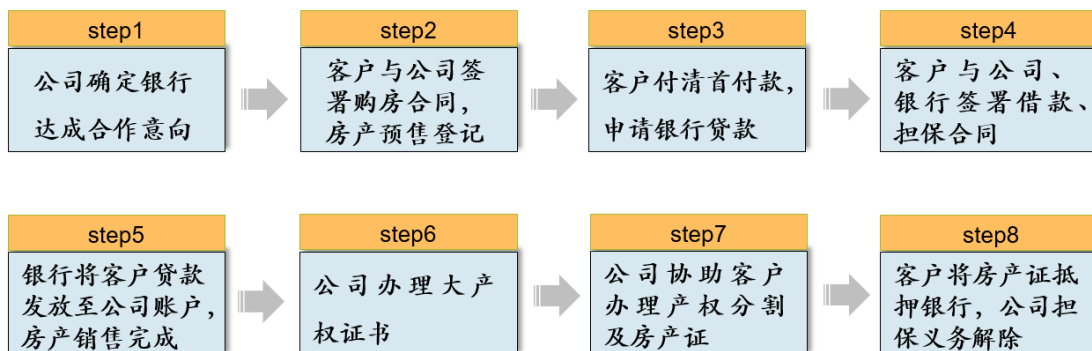 step1
公司确定银行
达成合作意向
step2
客户与公司签
署购房合同，
房产预售登记
step3
客户付清首付款，
申请银行贷款
step4
客户与公司、
银行签署借款、
担保合同
step5
银行将客户贷款
发放至公司账户，
房产销售完成
step6
公司办理大产
权证书
step7
公司协助客户
办理产权分割
及房产证
step8
客户将房产证抵
押银行，公司担
保义务解除